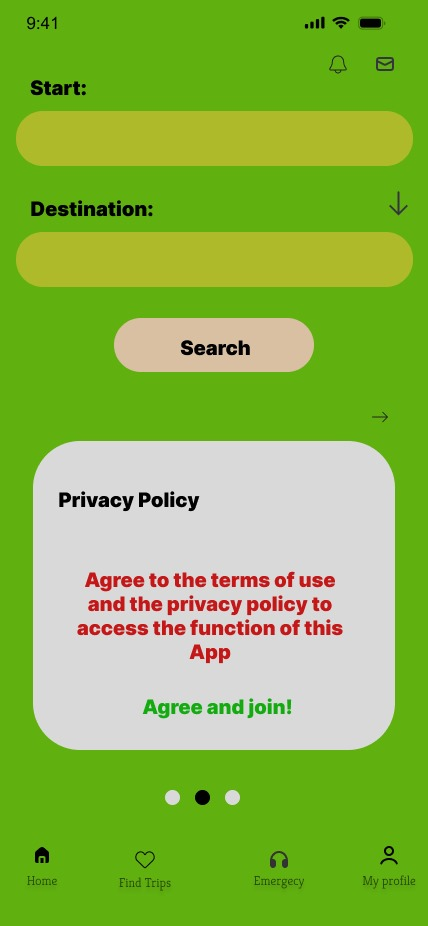 9:41
Start:
Destination:
Search
Privacy Policy
Agree to the terms of use
and the privacy policy to
access the function of this
App
Agree and join!
Home
Find Trips
Emergecy
My profile